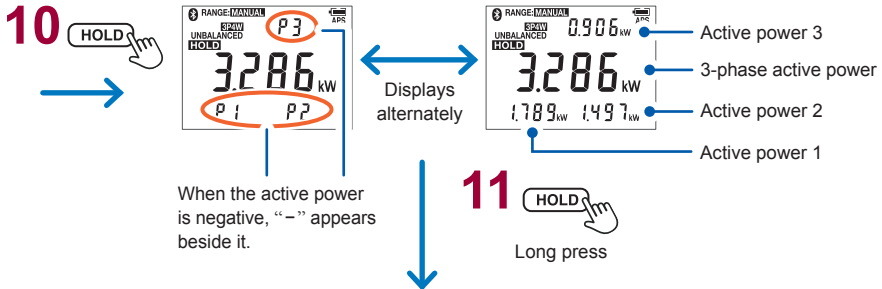 10
HOLD
RANGE: MANUAL
APS
3P4W
UNBALANCED
P3
HOLD
3.286 kW
P1 P2
Displays
alternately
RANGE: MANUAL
APS
3P4W
UNBALANCED
0.906 kW
HOLD
3.286 kW
1.789 kW 1.497 kW
Active power 3
3-phase active power
Active power 2
Active power 1
When the active power
is negative, “−” appears
beside it.
11
HOLD
Long press